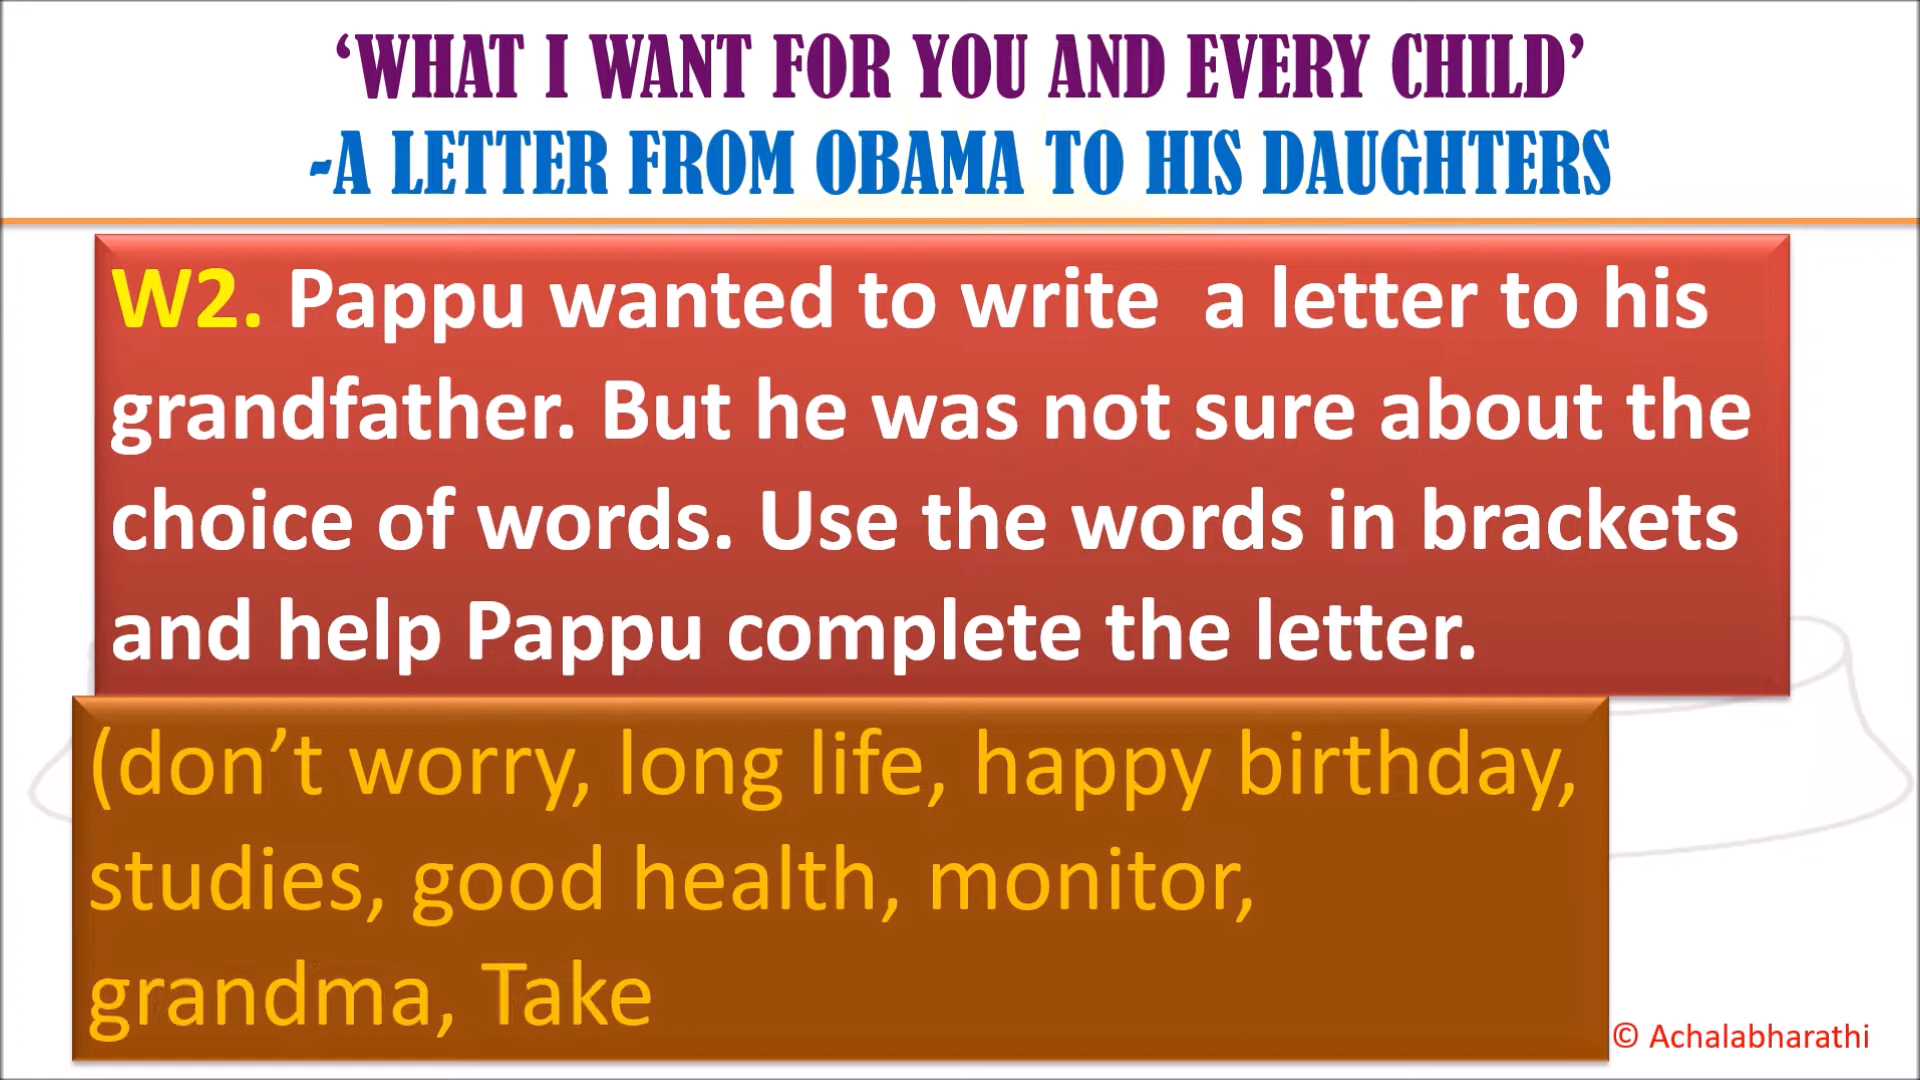 ‘WHAT I WANT FOR YOU AND EVERY CHILD’
-A LETTER FROM OBAMA TO HIS DAUGHTERS
W2. Pappu wanted to write a letter to his
grandfather. But he was not sure about the
choice of words. Use the words in brackets
and help Pappu complete the letter.
(don’t worry, long life, happy birthday,
studies, good health, monitor,
grandma, Take
© Achalabharathi